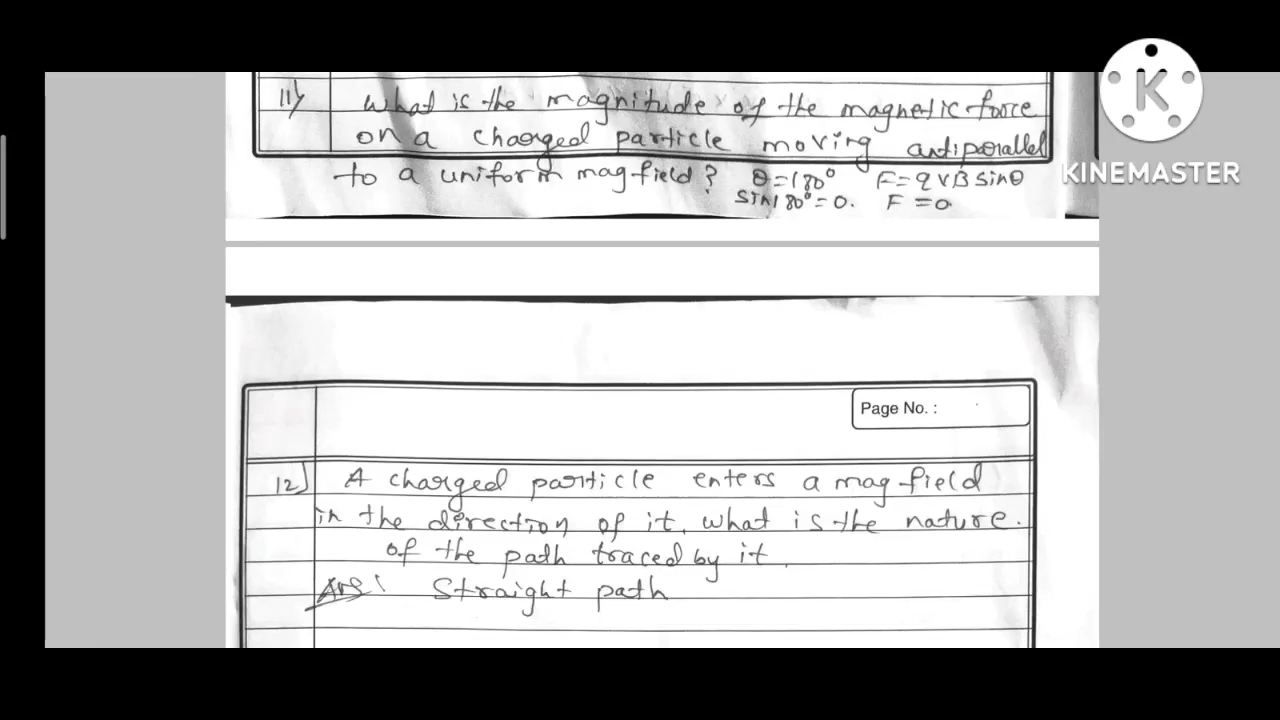 11) What is the magnitude of the magnetic force
on a charged particle moving antiparallel
to a uniform mag field? θ=180° F=qvB sinθ
sin180°=0. F=0
K
KINEMASTER
Page No. :
12) A charged particle enters a mag field
in the direction of it. what is the nature.
of the path traced by it.
Ans: Straight path